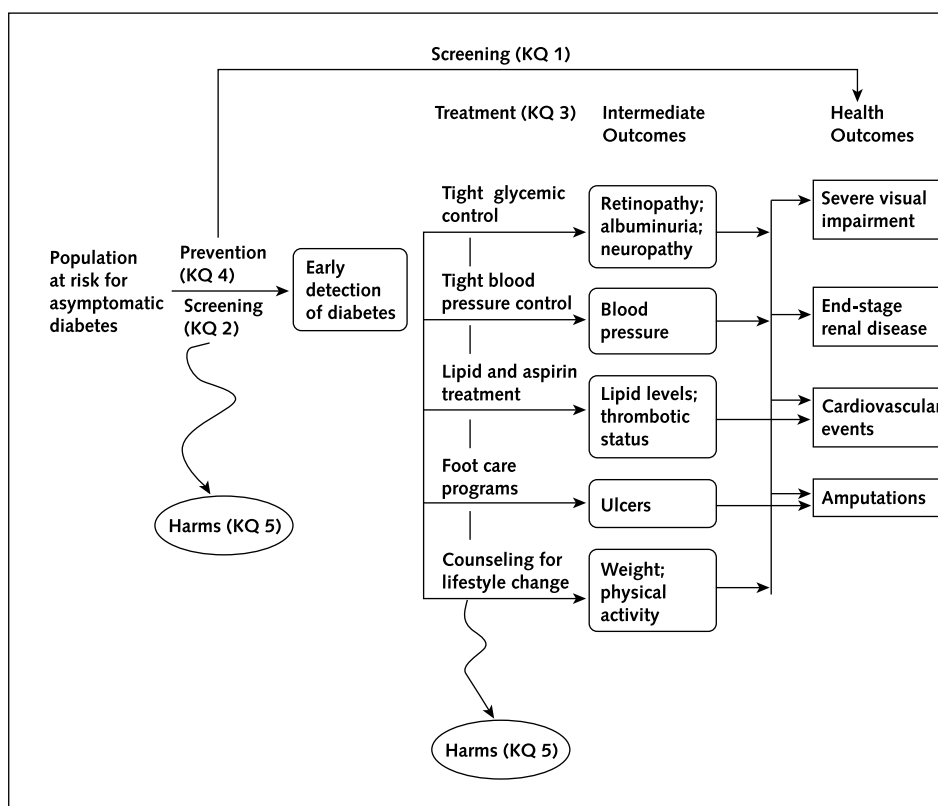 Screening (KQ 1)
Treatment (KQ 3)
Intermediate
Outcomes
Health
Outcomes
Population
at risk for
asymptomatic
diabetes
Prevention
(KQ 4)
Screening
(KQ 2)
Early
detection
of diabetes
Tight glycemic
control
Retinopathy;
albuminuria;
neuropathy
Severe visual
impairment
Tight blood
pressure control
Blood
pressure
End-stage
renal disease
Lipid and aspirin
treatment
Lipid levels;
thrombotic
status
Cardiovascular
events
Foot care
programs
Ulcers
Amputations
Counseling for
lifestyle change
Weight;
physical
activity
Harms (KQ 5)
Harms (KQ 5)